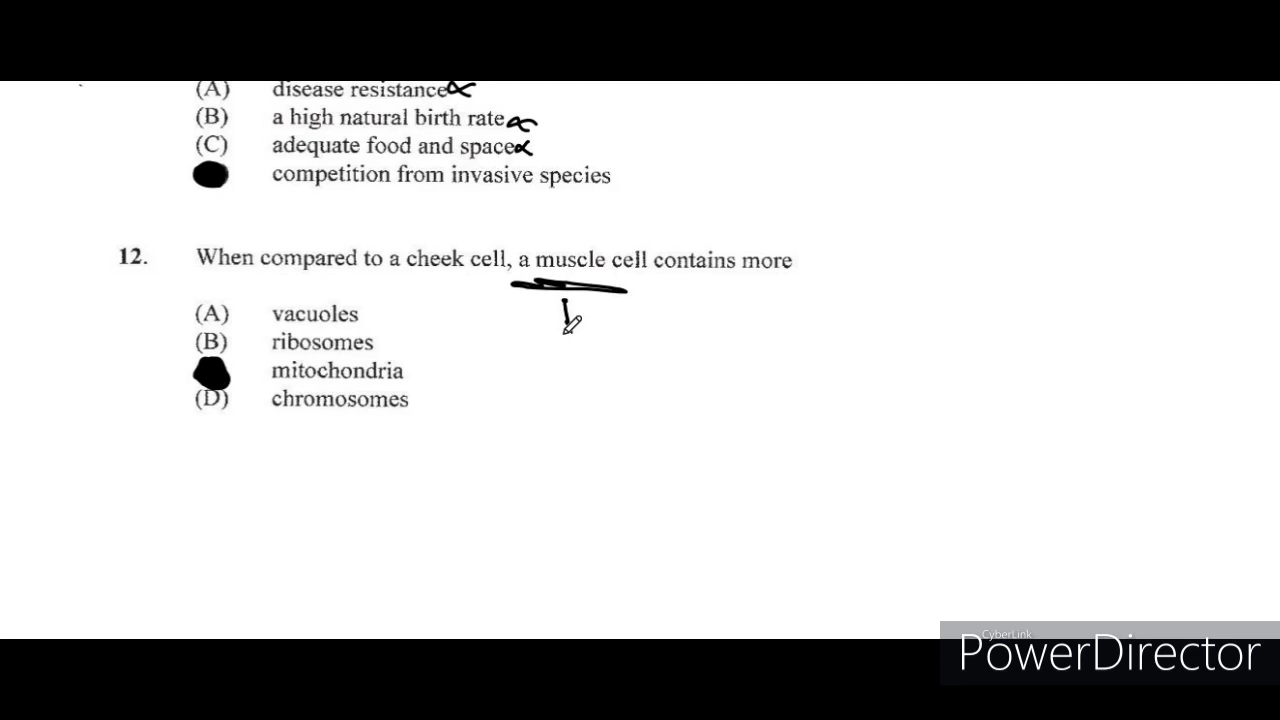 (A) disease resistance
(B) a high natural birth rate
(C) adequate food and space
competition from invasive species
12. When compared to a cheek cell, a muscle cell contains more
(A) vacuoles
(B) ribosomes
mitochondria
(D) chromosomes
CyberLink
PowerDirector